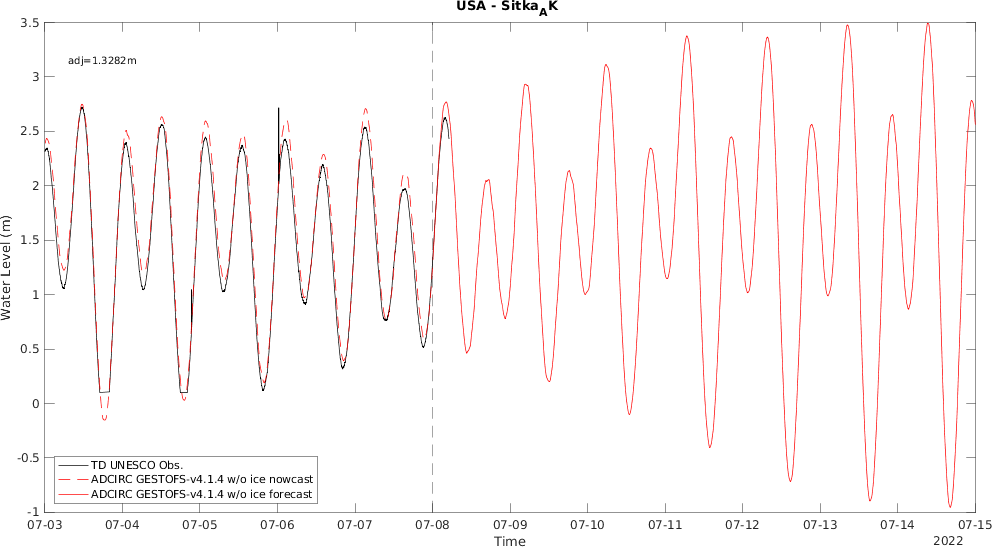 USA - Sitka_AK
adj=1.3282m
3.5
3
2.5
2
1.5
1
0.5
0
-0.5
-1
Water Level (m)
TD UNESCO Obs.
ADCIRC GESTOFS-v4.1.4 w/o ice nowcast
ADCIRC GESTOFS-v4.1.4 w/o ice forecast
07-03 07-04 07-05 07-06 07-07 07-08 07-09 07-10 07-11 07-12 07-13 07-14 07-15
Time
2022